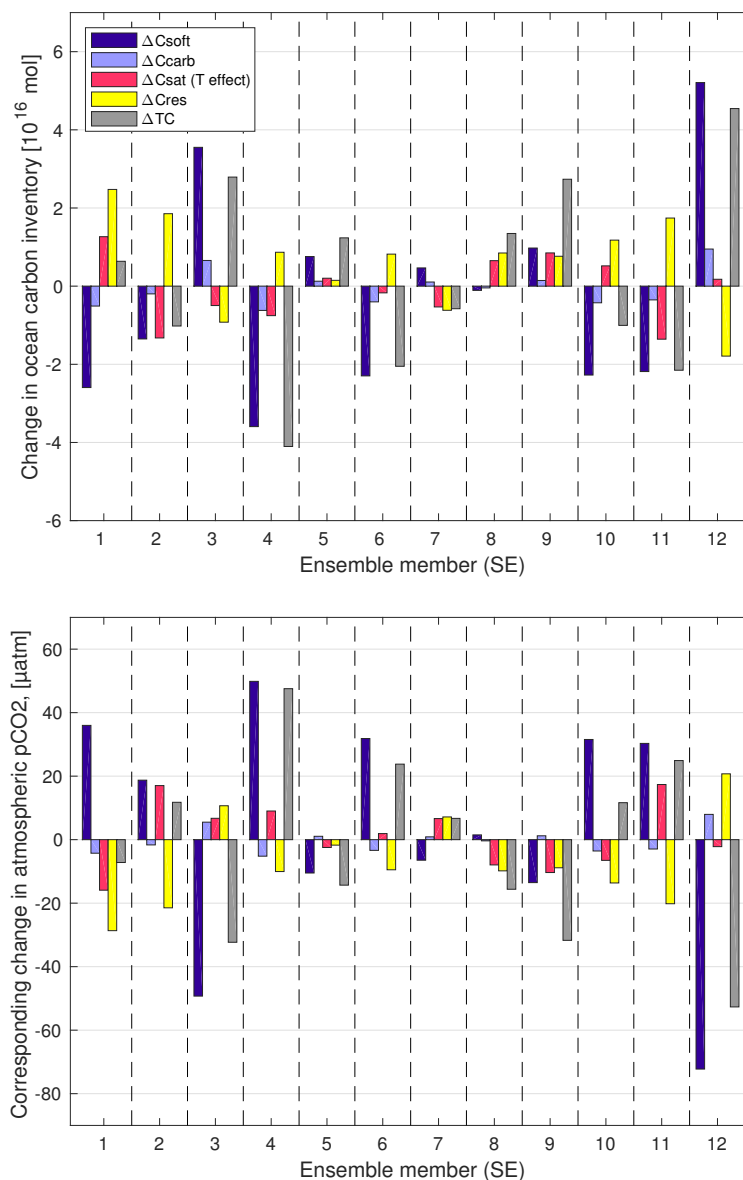 Change in ocean carbon inventory [10^16 mol]
6
4
2
0
-2
-4
-6
ΔCsoft
ΔCcarb
ΔCsat (T effect)
ΔCres
ΔTC
1 2 3 4 5 6 7 8 9 10 11 12
Ensemble member (SE)
Corresponding change in atmospheric pCO2, [μatm]
60
40
20
0
-20
-40
-60
-80
1 2 3 4 5 6 7 8 9 10 11 12
Ensemble member (SE)